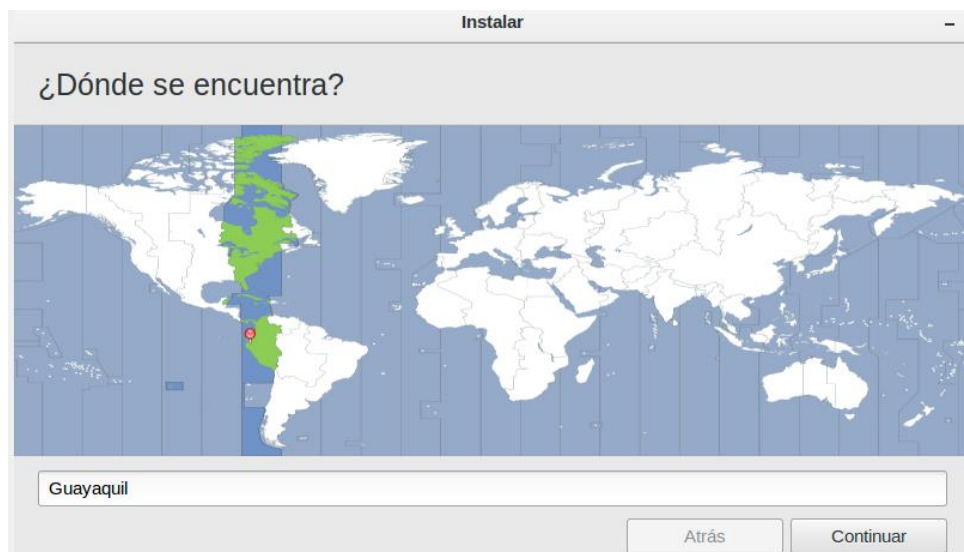 Instalar
¿Dónde se encuentra?
Guayaquil
Atrás
Continuar